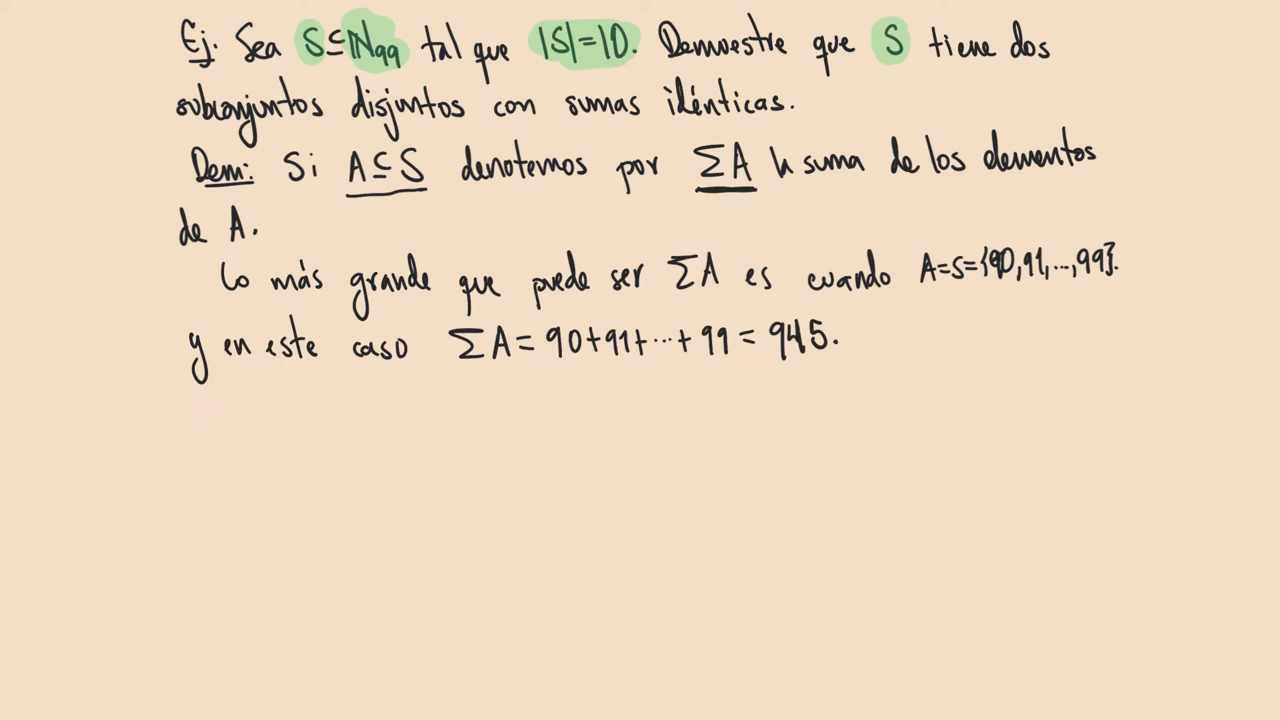 Ej. Sea S⊆ℕ₉₉ tal que |S|=10. Demuestre que S tiene dos
subconjuntos disjuntos con sumas idénticas.
Dem: Si A⊆S denotemos por ΣA la suma de los elementos
de A.
Lo más grande que puede ser ΣA es cuando A=S={90,91,...,99}.
y en este caso ΣA=90+91+...+99=945.